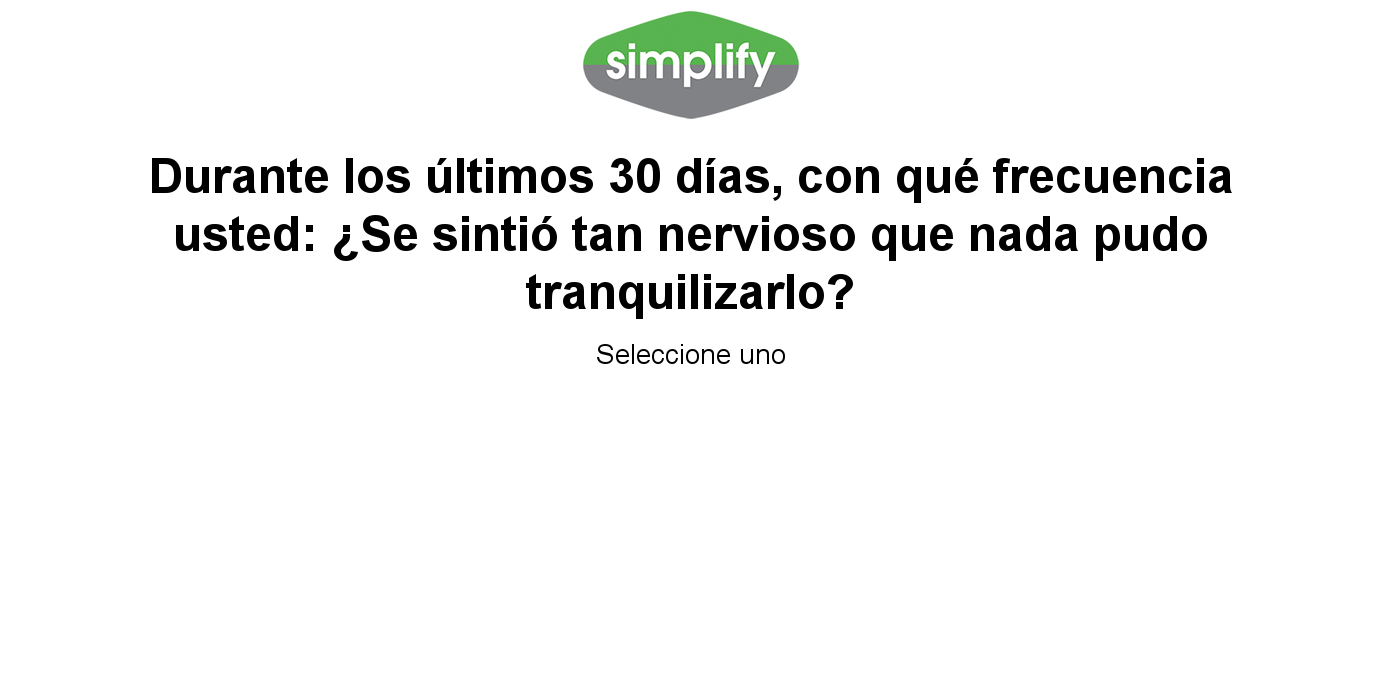 simplify
Durante los últimos 30 días, con qué frecuencia
usted: ¿Se sintió tan nervioso que nada pudo
tranquilizarlo?
Seleccione uno